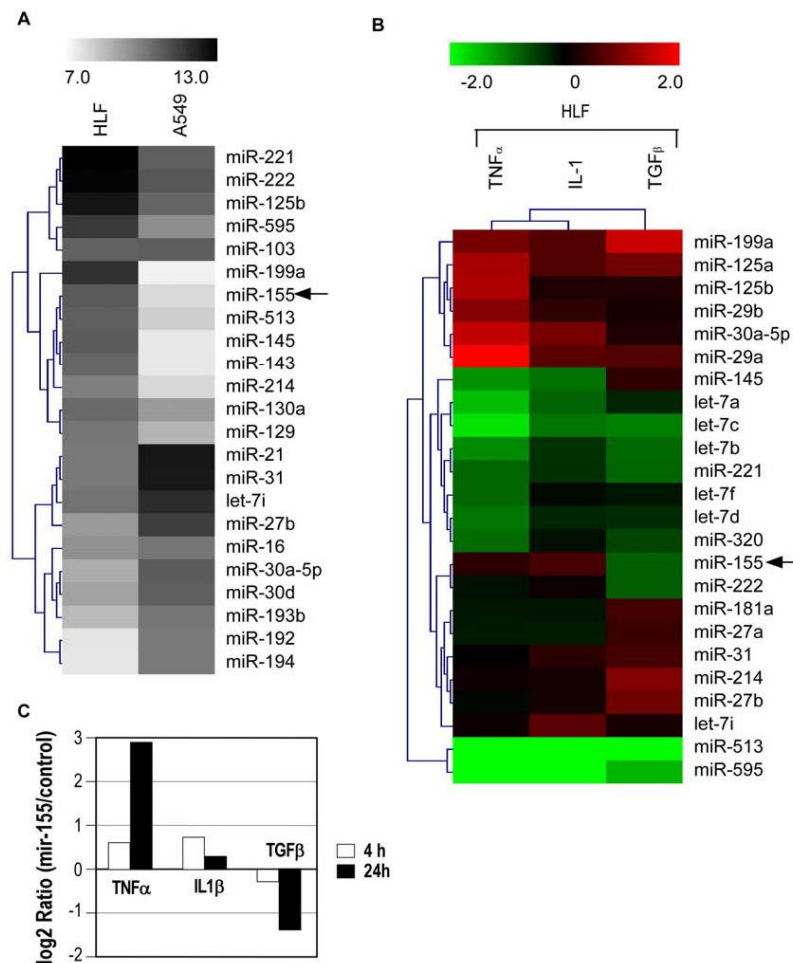 A
7.0 13.0
HLF A549
miR-221
miR-222
miR-125b
miR-595
miR-103
miR-199a
miR-155
miR-513
miR-145
miR-143
miR-214
miR-130a
miR-129
miR-21
miR-31
let-7i
miR-27b
miR-16
miR-30a-5p
miR-30d
miR-193b
miR-192
miR-194
B
-2.0 0 2.0
HLF
TNFα IL-1 TGFβ
miR-199a
miR-125a
miR-125b
miR-29b
miR-30a-5p
miR-29a
miR-145
let-7a
let-7c
let-7b
miR-221
let-7f
let-7d
miR-320
miR-155
miR-222
miR-181a
miR-27a
miR-31
miR-214
miR-27b
let-7i
miR-513
miR-595
C
log2 Ratio (mir-155/control)
3
2
1
0
-1
-2
TNFα IL1β TGFβ
4 h
24h